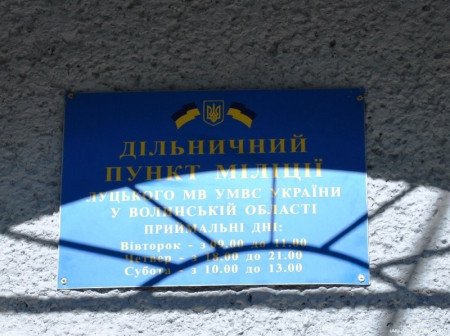 ДІЛЬНИЧНИЙ
ПУНКТ МІЛІЦІЇ
ЛУЦЬКОГО МВ УМВС УКРАЇНИ
У ВОЛИНСЬКІЙ ОБЛАСТІ
ПРИЙМАЛЬНІ ДНІ:
Вівторок - з 09.00 до 11.00
Четвер - з 18.00 до 21.00
Субота - з 10.00 до 13.00